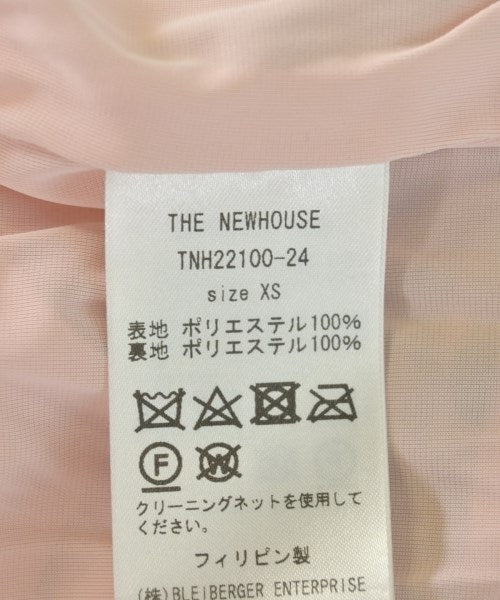 THE NEWHOUSE
TNH22100-24
size XS
表地 ポリエステル100%
裏地 ポリエステル100%
F W
クリーニングネットを使用して
ください。
フィリピン製
(株)BLEIBERGER ENTERPRISE